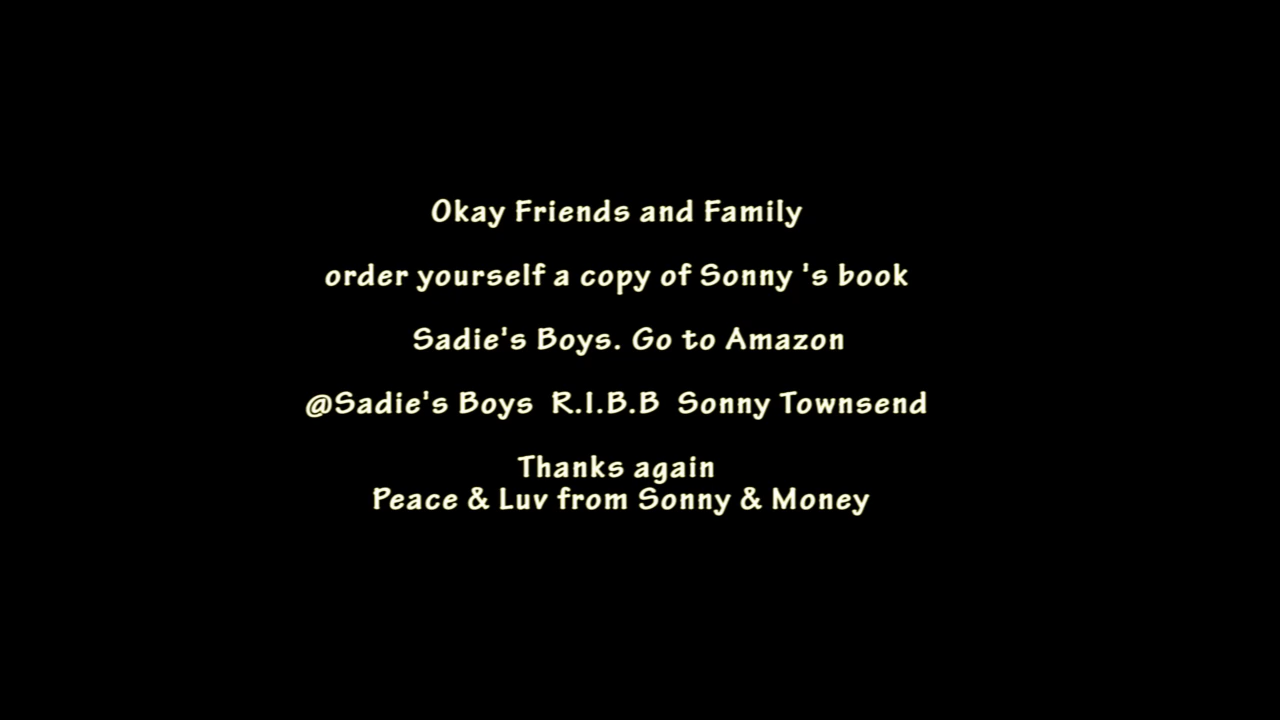 Okay Friends and Family
order yourself a copy of Sonny 's book
Sadie's Boys. Go to Amazon
@Sadie's Boys  R.I.B.B  Sonny Townsend
Thanks again
Peace & Luv from Sonny & Money